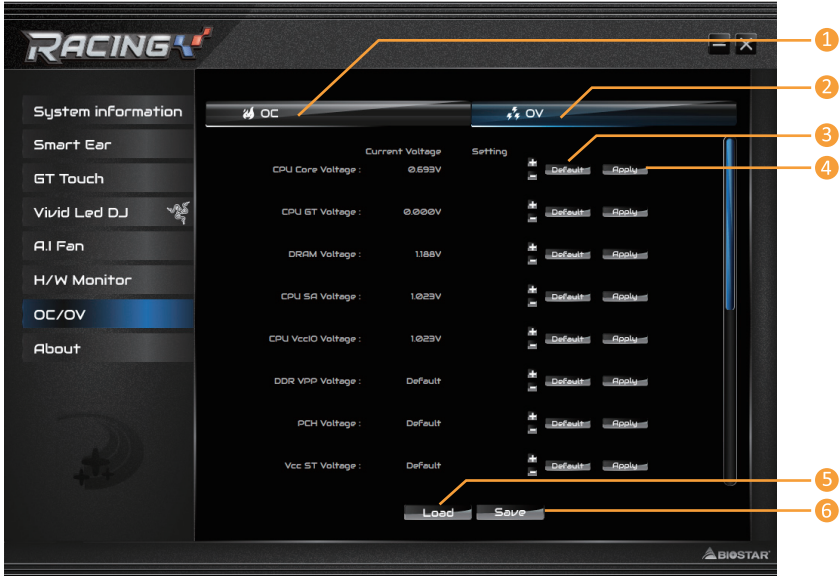 RACING
1
2
3
4
5
6
System information
Smart Ear
GT Touch
Vivid Led DJ
A.I Fan
H/W Monitor
OC/OV
About
OC
OV
Current Voltage Setting
CPU Core Voltage : 0.693V Default Apply
CPU GT Voltage : 0.000V Default Apply
DRAM Voltage : 1.188V Default Apply
CPU SA Voltage : 1.023V Default Apply
CPU VccIO Voltage : 1.023V Default Apply
DDR VPP Voltage : Default Default Apply
PCH Voltage : Default Default Apply
Vcc ST Voltage : Default Default Apply
Load Save
BIOSTAR